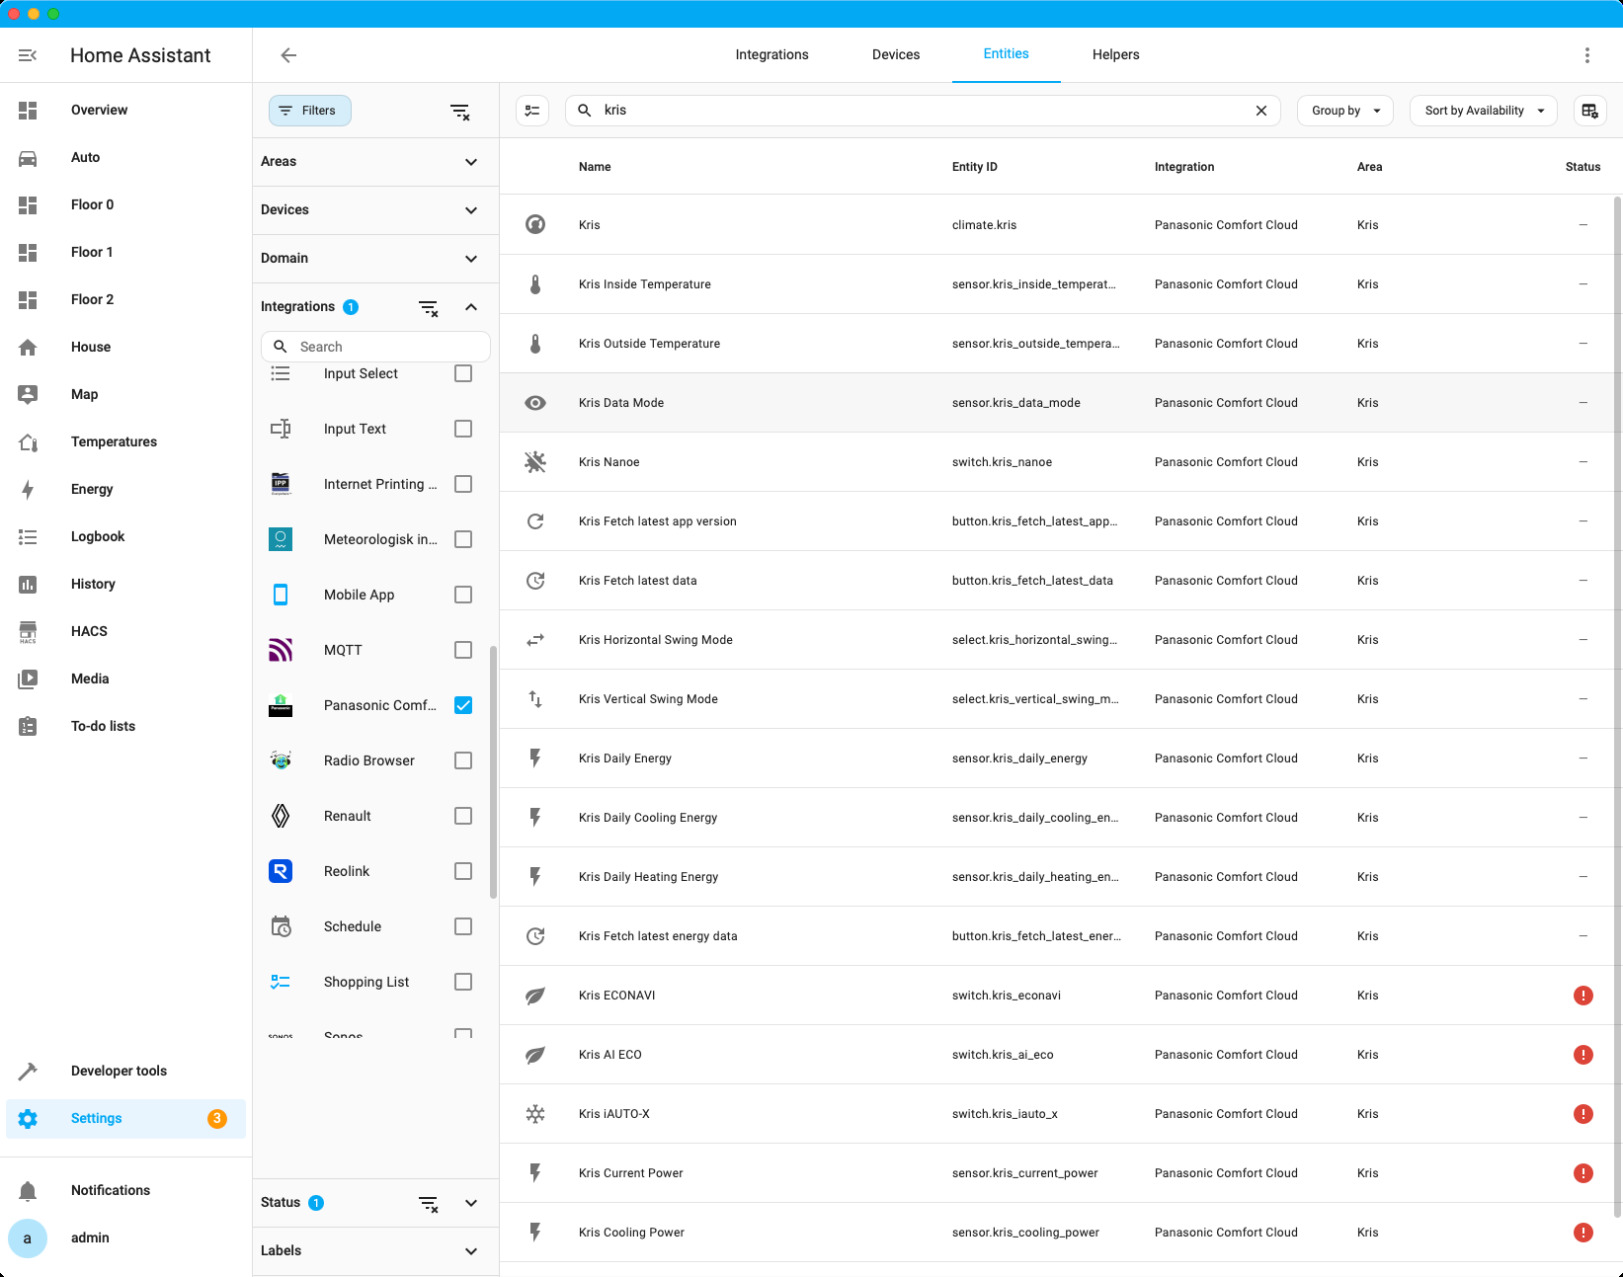 Home Assistant
Overview
Auto
Floor 0
Floor 1
Floor 2
House
Map
Temperatures
Energy
Logbook
History
HACS
HACS
Media
To-do lists
Developer tools
Settings 3
Notifications
a admin
Integrations Devices Entities Helpers
Filters
Areas
Devices
Domain
Integrations 1
Search
Input Select
Input Text
IPP Internet Printing ...
Meteorologisk in...
Mobile App
MQTT
Panasonic Comf...
Radio Browser
Renault
Reolink
Schedule
Shopping List
SONOS Sonos
Status 1
Labels
kris
Group by
Sort by Availability
Name Entity ID Integration Area Status
Kris climate.kris Panasonic Comfort Cloud Kris —
Kris Inside Temperature sensor.kris_inside_temperat... Panasonic Comfort Cloud Kris —
Kris Outside Temperature sensor.kris_outside_tempera... Panasonic Comfort Cloud Kris —
Kris Data Mode sensor.kris_data_mode Panasonic Comfort Cloud Kris —
Kris Nanoe switch.kris_nanoe Panasonic Comfort Cloud Kris —
Kris Fetch latest app version button.kris_fetch_latest_app... Panasonic Comfort Cloud Kris —
Kris Fetch latest data button.kris_fetch_latest_data Panasonic Comfort Cloud Kris —
Kris Horizontal Swing Mode select.kris_horizontal_swing... Panasonic Comfort Cloud Kris —
Kris Vertical Swing Mode select.kris_vertical_swing_m... Panasonic Comfort Cloud Kris —
Kris Daily Energy sensor.kris_daily_energy Panasonic Comfort Cloud Kris —
Kris Daily Cooling Energy sensor.kris_daily_cooling_en... Panasonic Comfort Cloud Kris —
Kris Daily Heating Energy sensor.kris_daily_heating_en... Panasonic Comfort Cloud Kris —
Kris Fetch latest energy data button.kris_fetch_latest_ener... Panasonic Comfort Cloud Kris —
Kris ECONAVI switch.kris_econavi Panasonic Comfort Cloud Kris !
Kris AI ECO switch.kris_ai_eco Panasonic Comfort Cloud Kris !
Kris iAUTO-X switch.kris_iauto_x Panasonic Comfort Cloud Kris !
Kris Current Power sensor.kris_current_power Panasonic Comfort Cloud Kris !
Kris Cooling Power sensor.kris_cooling_power Panasonic Comfort Cloud Kris !